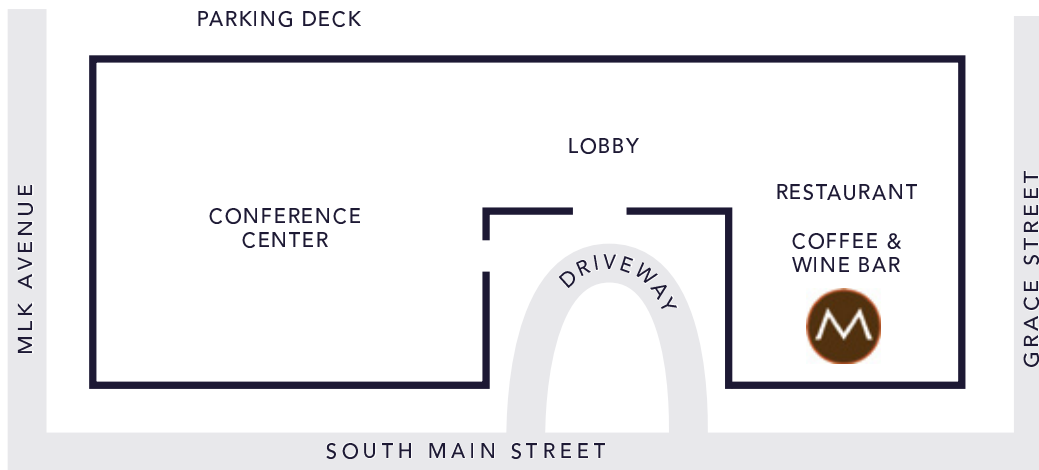 PARKING DECK
LOBBY
RESTAURANT
CONFERENCE
CENTER
COFFEE &
WINE BAR
M
DRIVEWAY
MLK AVENUE
GRACE STREET
SOUTH MAIN STREET